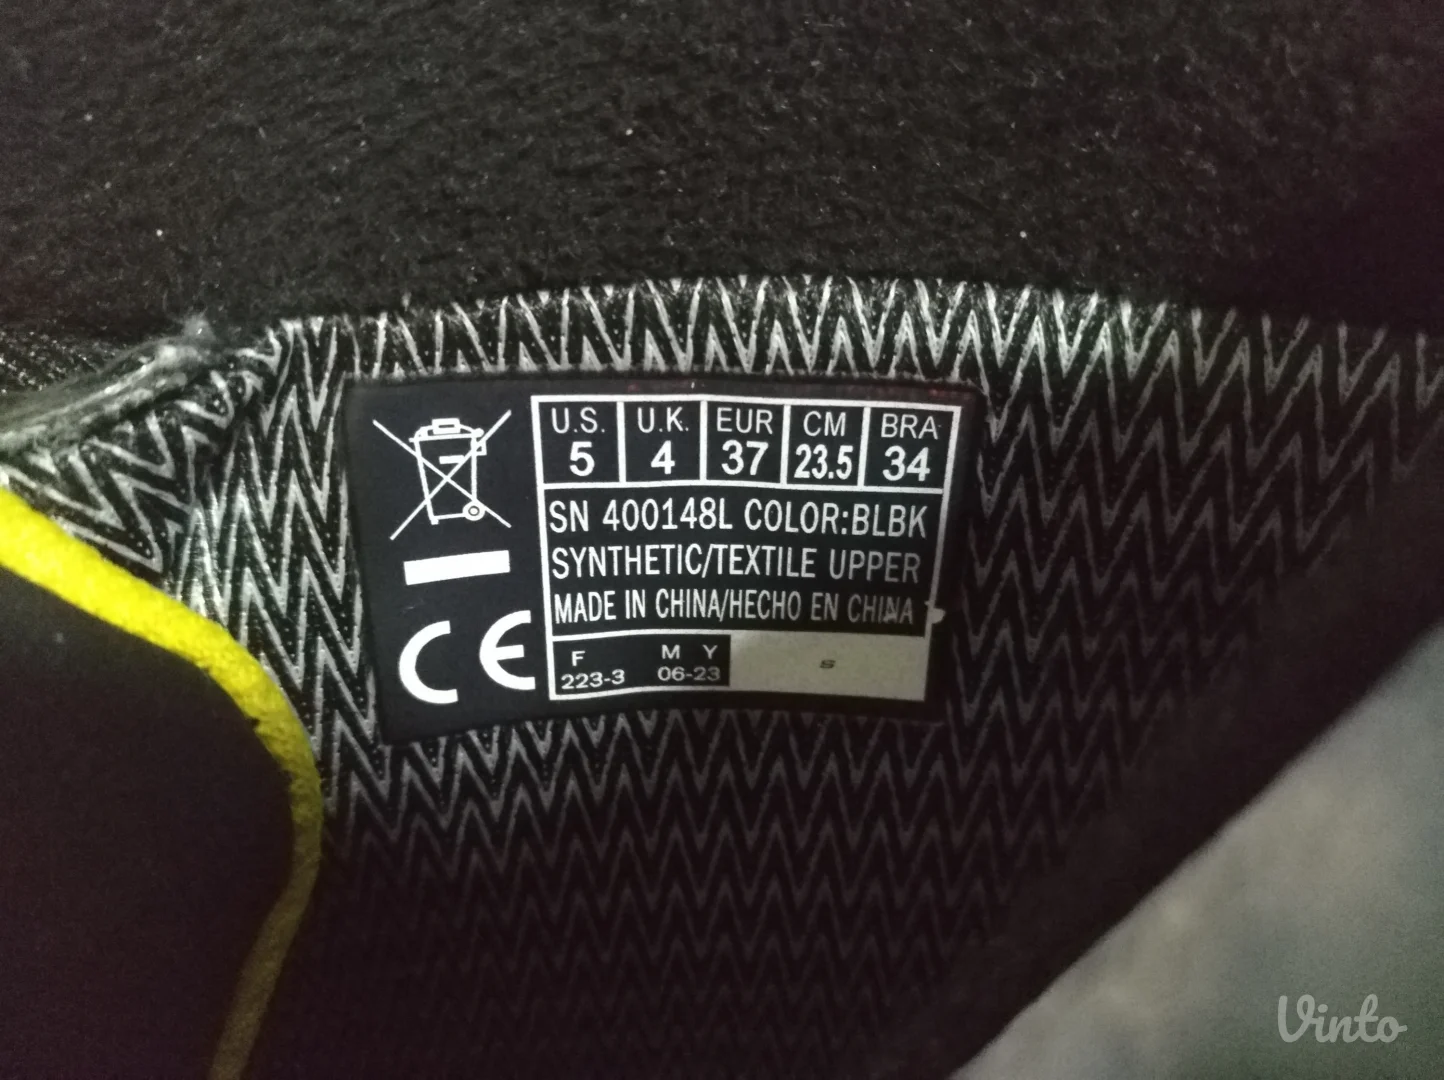 U.S. U.K. EUR CM BRA
5 4 37 23.5 34
SN 400148L COLOR:BLBK
SYNTHETIC/TEXTILE UPPER
MADE IN CHINA/HECHO EN CHINA
F M Y
223-3 06-23
s
CE
Vinto